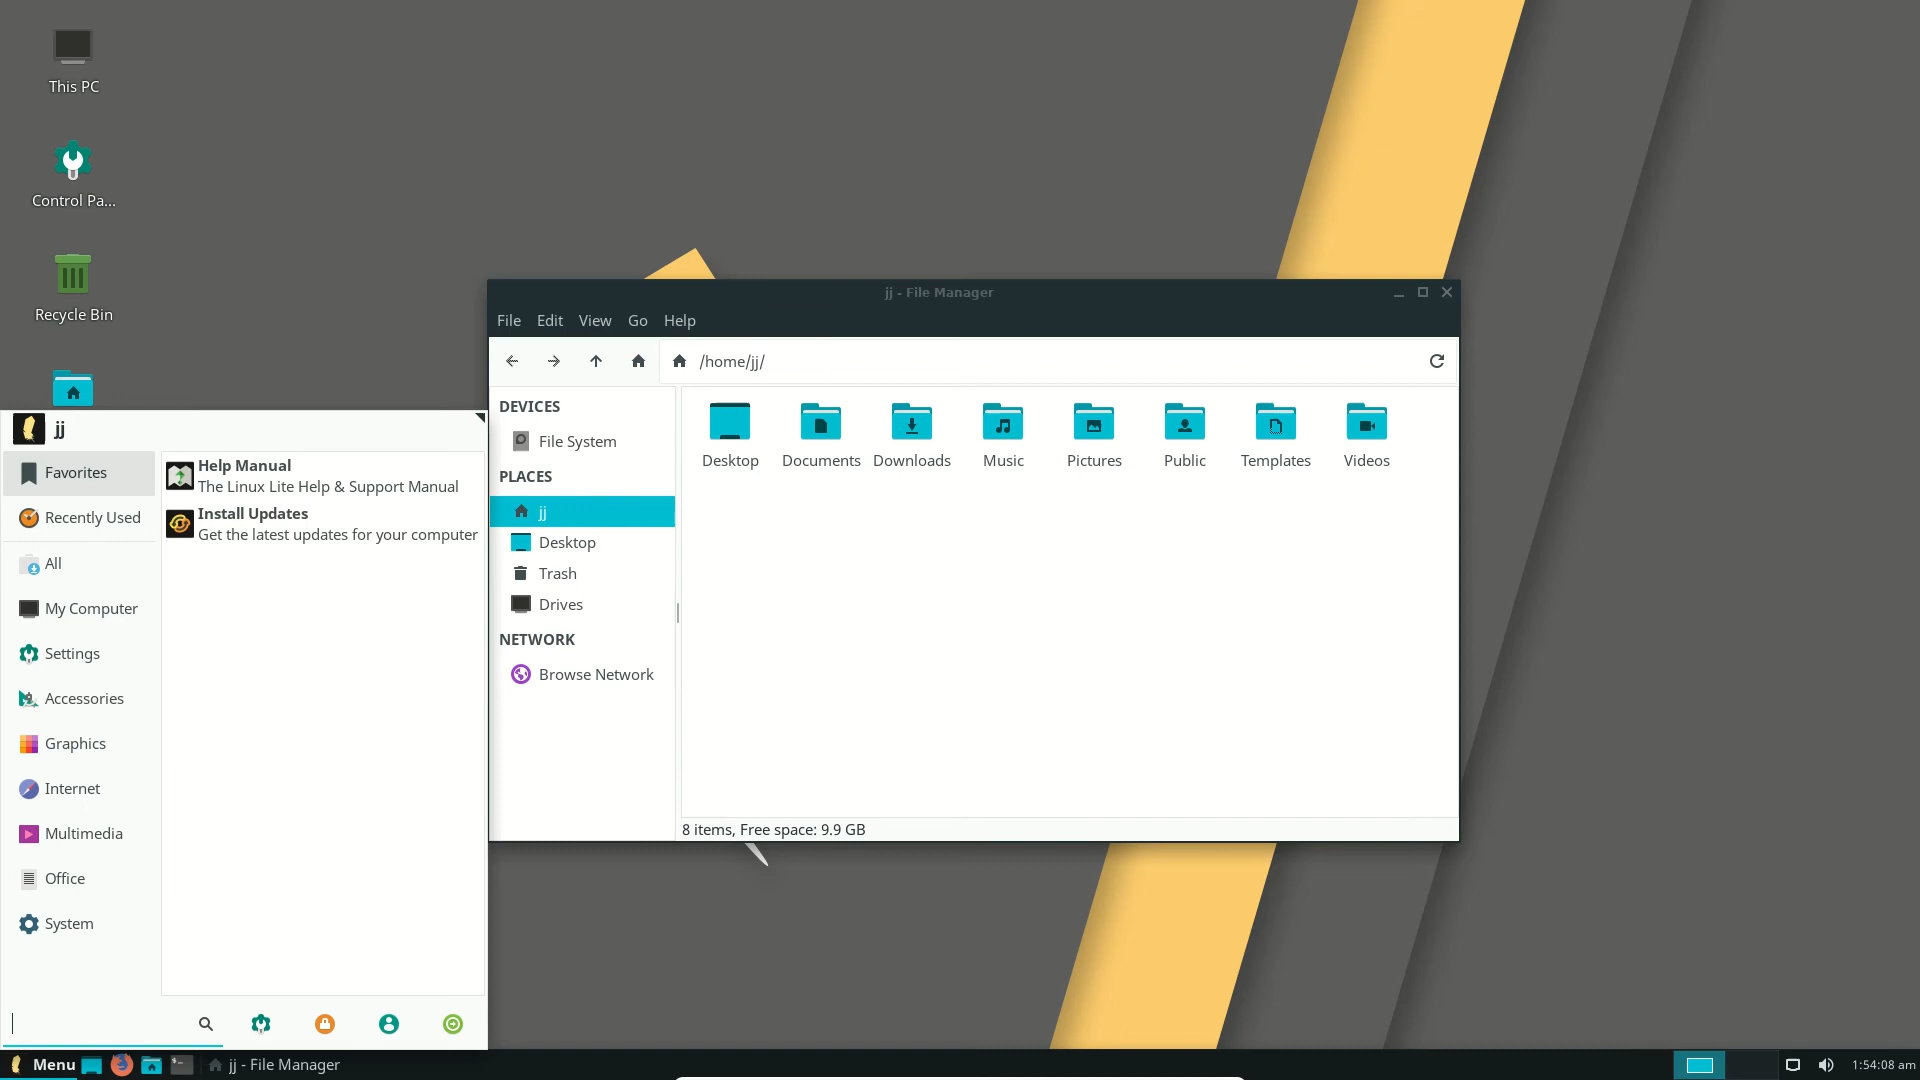 This PC
Control Pa...
Recycle Bin
jj
Favorites
Recently Used
All
My Computer
Settings
Accessories
Graphics
Internet
Multimedia
Office
System
Help Manual
The Linux Lite Help & Support Manual
Install Updates
Get the latest updates for your computer
jj - File Manager
File Edit View Go Help
/home/jj/
DEVICES
File System
PLACES
jj
Desktop
Trash
Drives
NETWORK
Browse Network
Desktop Documents Downloads Music Pictures Public Templates Videos
8 items, Free space: 9.9 GB
Menu jj - File Manager 1:54:08 am